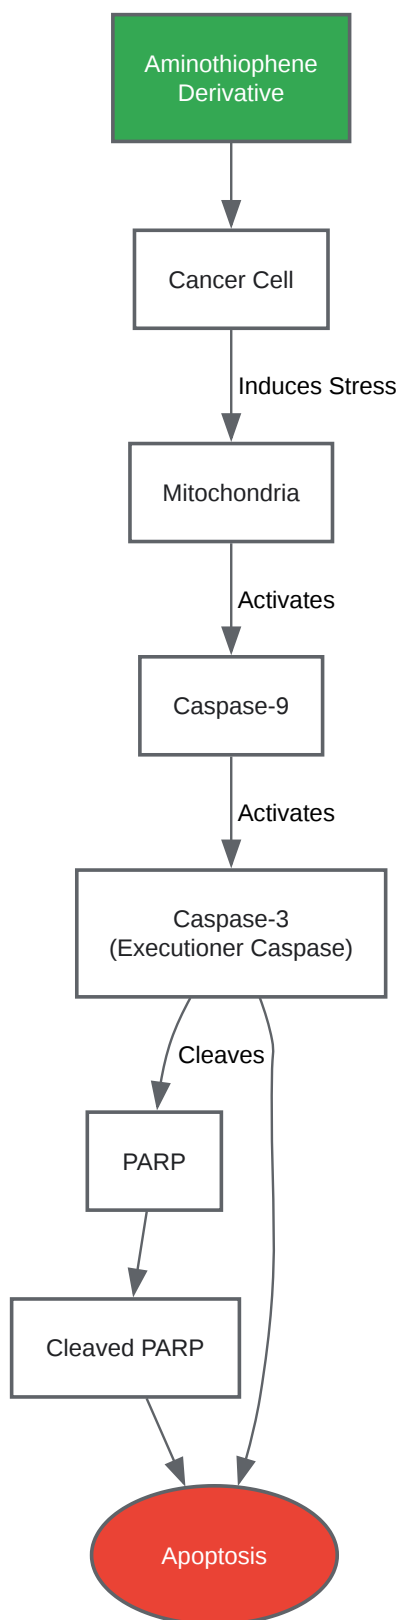 Aminothiophene
Derivative
Cancer Cell
Induces Stress
Mitochondria
Activates
Caspase-9
Activates
Caspase-3
(Executioner Caspase)
Cleaves
PARP
Cleaved PARP
Apoptosis